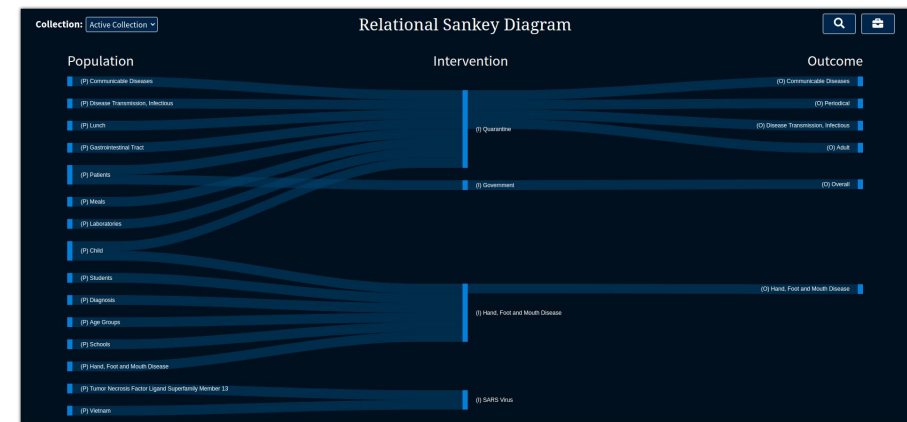 Collection: Active Collection
Relational Sankey Diagram
Population
Intervention
Outcome
(P) Communicable Diseases
(P) Disease Transmission, Infectious
(P) Lunch
(P) Gastrointestinal Tract
(P) Patients
(P) Meals
(P) Laboratories
(P) Child
(P) Students
(P) Diagnosis
(P) Age Groups
(P) Schools
(P) Hand, Foot and Mouth Disease
(P) Tumor Necrosis Factor Ligand Superfamily Member 13
(P) Vietnam
(I) Quarantine
(I) Government
(I) Hand, Foot and Mouth Disease
(I) SARS Virus
(O) Communicable Diseases
(O) Periodical
(O) Disease Transmission, Infectious
(O) Adult
(O) Overall
(O) Hand, Foot and Mouth Disease